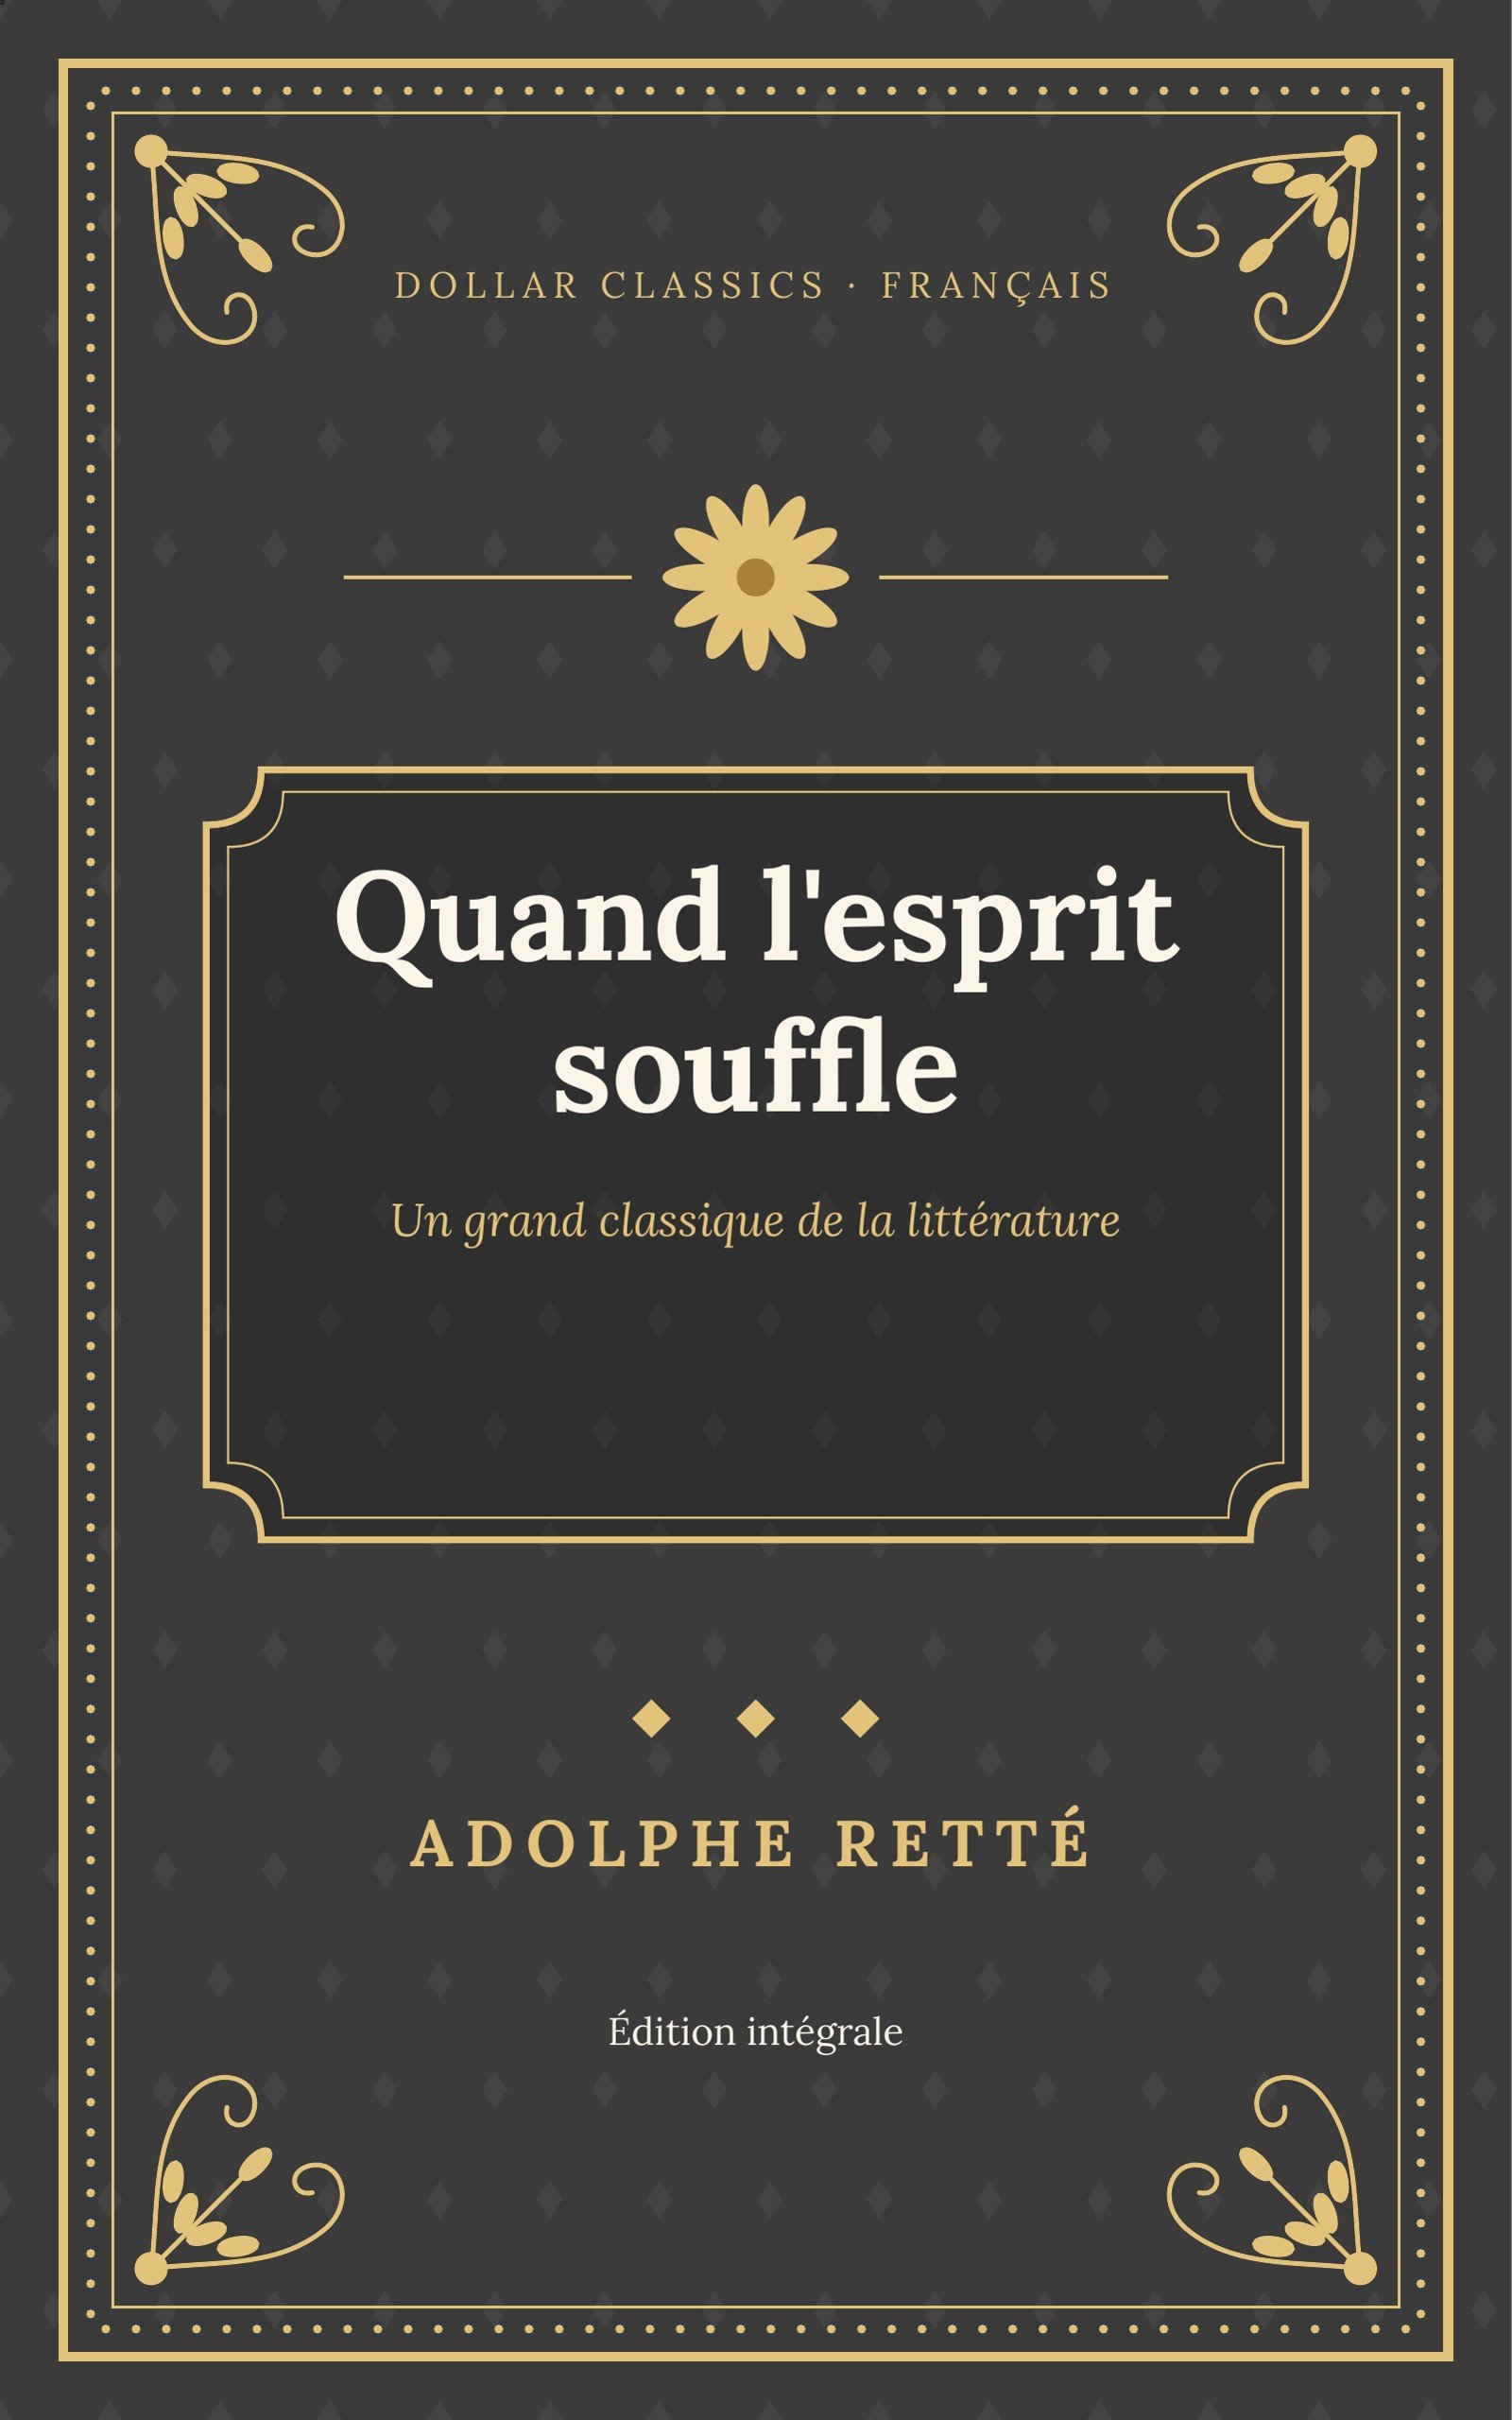 DOLLAR CLASSICS · FRANÇAIS
Quand l'esprit
souffle
Un grand classique de la littérature
ADOLPHE RETTÉ
Édition intégrale